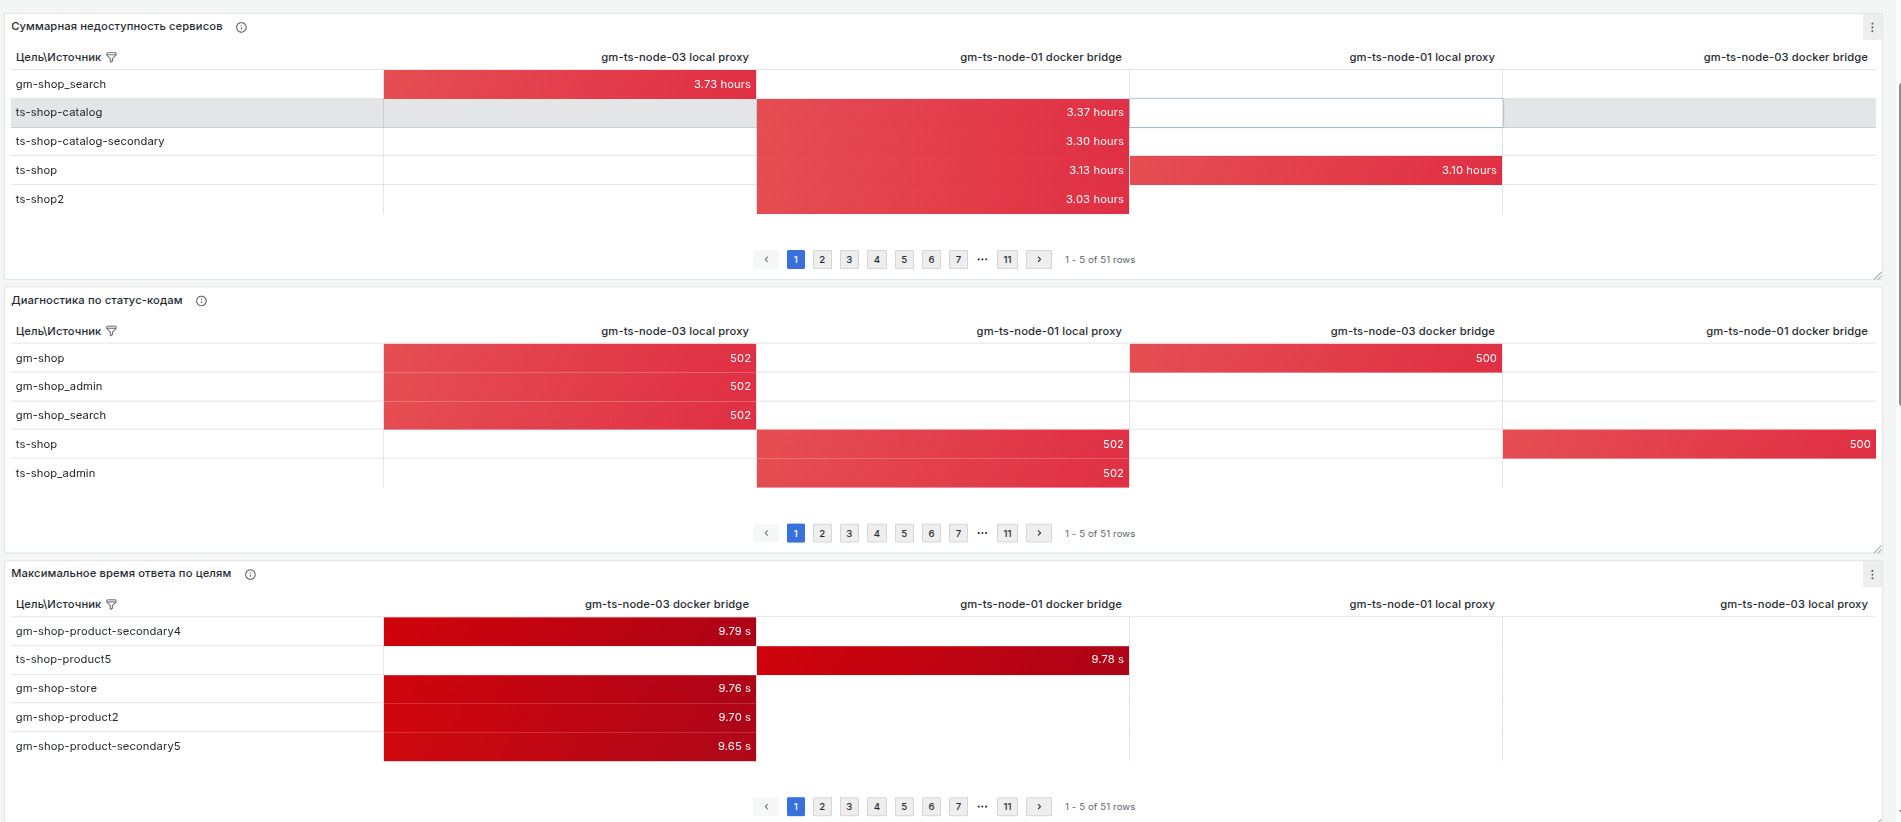 Суммарная недоступность сервисов
Цель\Источник gm-ts-node-03 local proxy gm-ts-node-01 docker bridge gm-ts-node-01 local proxy gm-ts-node-03 docker bridge
gm-shop_search 3.73 hours
ts-shop-catalog 3.37 hours
ts-shop-catalog-secondary 3.30 hours
ts-shop 3.13 hours 3.10 hours
ts-shop2 3.03 hours
‹ 1 2 3 4 5 6 7 ··· 11 › 1 - 5 of 51 rows
Диагностика по статус-кодам
Цель\Источник gm-ts-node-03 local proxy gm-ts-node-01 local proxy gm-ts-node-03 docker bridge gm-ts-node-01 docker bridge
gm-shop 502 500
gm-shop_admin 502
gm-shop_search 502
ts-shop 502 500
ts-shop_admin 502
‹ 1 2 3 4 5 6 7 ··· 11 › 1 - 5 of 51 rows
Максимальное время ответа по целям
Цель\Источник gm-ts-node-03 docker bridge gm-ts-node-01 docker bridge gm-ts-node-01 local proxy gm-ts-node-03 local proxy
gm-shop-product-secondary4 9.79 s
ts-shop-product5 9.78 s
gm-shop-store 9.76 s
gm-shop-product2 9.70 s
gm-shop-product-secondary5 9.65 s
‹ 1 2 3 4 5 6 7 ··· 11 › 1 - 5 of 51 rows